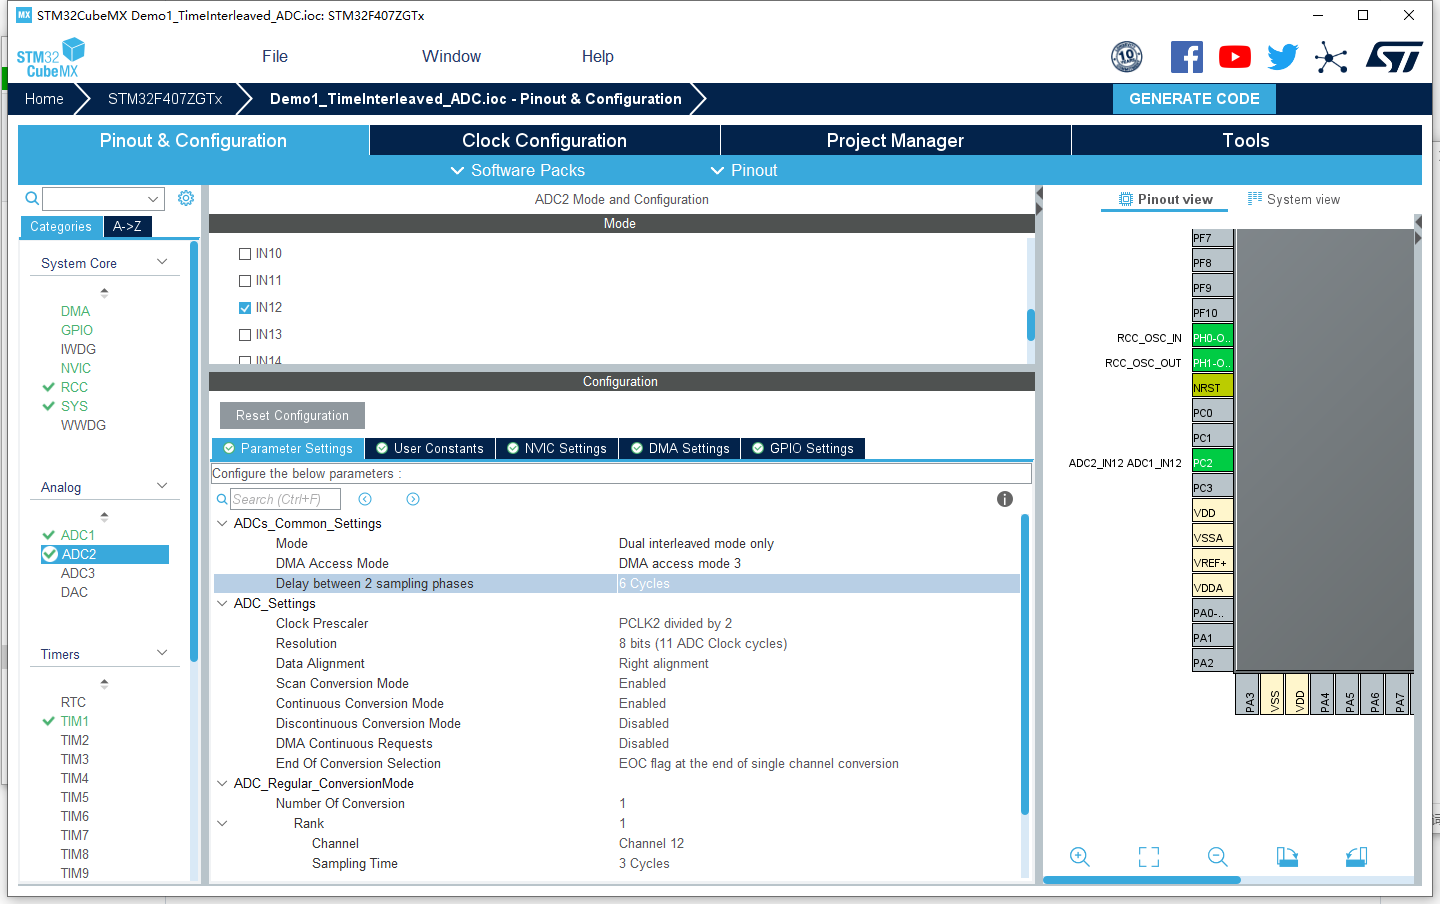 MX STM32CubeMX Demo1_TimeInterleaved_ADC.ioc: STM32F407ZGTx
STM32 CubeMX
File Window Help
10 YEARS
ST
Home STM32F407ZGTx Demo1_TimeInterleaved_ADC.ioc - Pinout & Configuration GENERATE CODE
Pinout & Configuration Clock Configuration Project Manager Tools
Software Packs Pinout
Categories A->Z
System Core
DMA
GPIO
IWDG
NVIC
RCC
SYS
WWDG
Analog
ADC1
ADC2
ADC3
DAC
Timers
RTC
TIM1
TIM2
TIM3
TIM4
TIM5
TIM6
TIM7
TIM8
TIM9
ADC2 Mode and Configuration
Mode
IN10
IN11
IN12
IN13
IN14
Configuration
Reset Configuration
Parameter Settings User Constants NVIC Settings DMA Settings GPIO Settings
Configure the below parameters :
Search (Ctrl+F)
ADCs_Common_Settings
Mode Dual interleaved mode only
DMA Access Mode DMA access mode 3
Delay between 2 sampling phases 6 Cycles
ADC_Settings
Clock Prescaler PCLK2 divided by 2
Resolution 8 bits (11 ADC Clock cycles)
Data Alignment Right alignment
Scan Conversion Mode Enabled
Continuous Conversion Mode Enabled
Discontinuous Conversion Mode Disabled
DMA Continuous Requests Disabled
End Of Conversion Selection EOC flag at the end of single channel conversion
ADC_Regular_ConversionMode
Number Of Conversion 1
Rank 1
Channel Channel 12
Sampling Time 3 Cycles
Pinout view System view
PF7
PF8
PF9
PF10
RCC_OSC_IN PH0-O..
RCC_OSC_OUT PH1-O..
NRST
PC0
PC1
ADC2_IN12 ADC1_IN12 PC2
PC3
VDD
VSSA
VREF+
VDDA
PA0-..
PA1
PA2
PA3 VSS VDD PA4 PA5 PA6 PA7